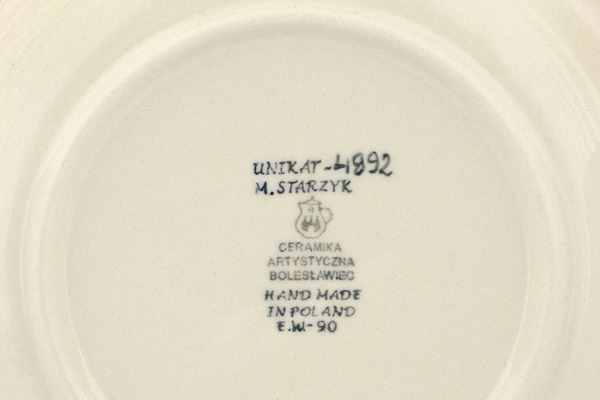 UNIKAT-4892
M. STARZYK
CERAMIKA
ARTYSTYCZNA
BOLESŁAWIEC
HAND MADE
IN POLAND
E.W-90